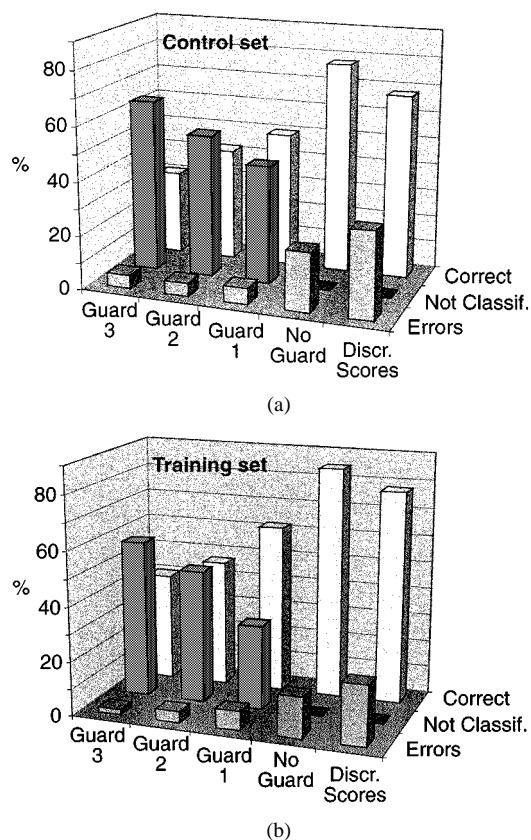 Control set
80
60
%
40
20
0
Guard 3
Guard 2
Guard 1
No Guard
Discr. Scores
Correct
Not Classif.
Errors
(a)
Training set
80
60
%
40
20
0
Guard 3
Guard 2
Guard 1
No Guard
Discr. Scores
Correct
Not Classif.
Errors
(b)